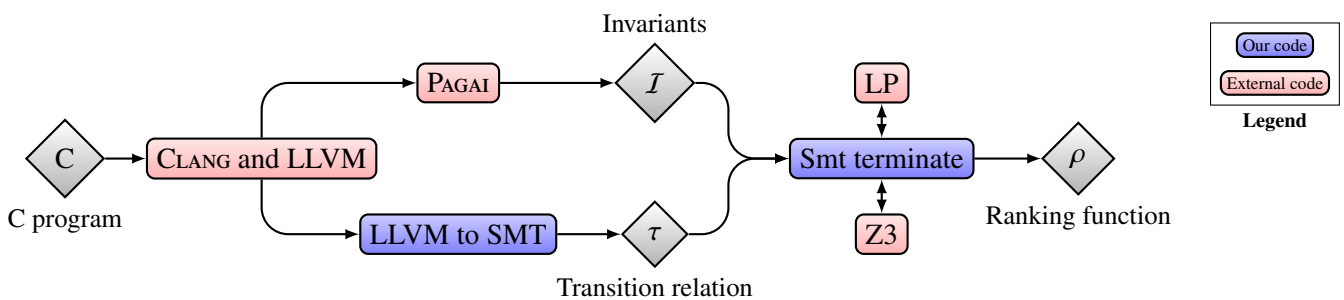 Invariants
Our code
PAGAI
I
LP
External code
Legend
C
CLANG and LLVM
Smt terminate
ρ
C program
Ranking function
LLVM to SMT
τ
Z3
Transition relation